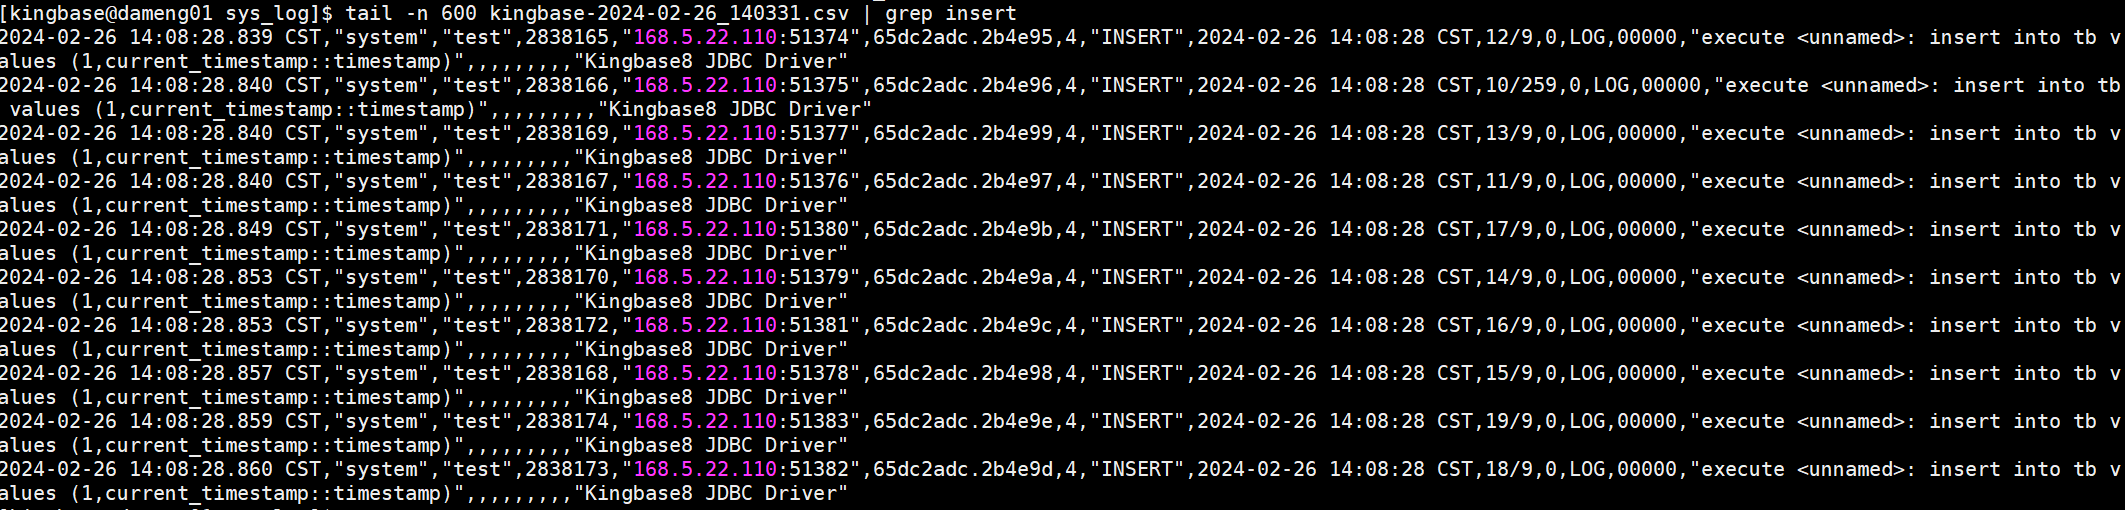 [kingbase@dameng01 sys_log]$ tail -n 600 kingbase-2024-02-26_140331.csv | grep insert
2024-02-26 14:08:28.839 CST,"system","test",2838165,"168.5.22.110:51374",65dc2adc.2b4e95,4,"INSERT",2024-02-26 14:08:28 CST,12/9,0,LOG,00000,"execute <unnamed>: insert into tb v
alues (1,current_timestamp::timestamp)",,,,,,,,,"Kingbase8 JDBC Driver"
2024-02-26 14:08:28.840 CST,"system","test",2838166,"168.5.22.110:51375",65dc2adc.2b4e96,4,"INSERT",2024-02-26 14:08:28 CST,10/259,0,LOG,00000,"execute <unnamed>: insert into tb
 values (1,current_timestamp::timestamp)",,,,,,,,,"Kingbase8 JDBC Driver"
2024-02-26 14:08:28.840 CST,"system","test",2838169,"168.5.22.110:51377",65dc2adc.2b4e99,4,"INSERT",2024-02-26 14:08:28 CST,13/9,0,LOG,00000,"execute <unnamed>: insert into tb v
alues (1,current_timestamp::timestamp)",,,,,,,,,"Kingbase8 JDBC Driver"
2024-02-26 14:08:28.840 CST,"system","test",2838167,"168.5.22.110:51376",65dc2adc.2b4e97,4,"INSERT",2024-02-26 14:08:28 CST,11/9,0,LOG,00000,"execute <unnamed>: insert into tb v
alues (1,current_timestamp::timestamp)",,,,,,,,,"Kingbase8 JDBC Driver"
2024-02-26 14:08:28.849 CST,"system","test",2838171,"168.5.22.110:51380",65dc2adc.2b4e9b,4,"INSERT",2024-02-26 14:08:28 CST,17/9,0,LOG,00000,"execute <unnamed>: insert into tb v
alues (1,current_timestamp::timestamp)",,,,,,,,,"Kingbase8 JDBC Driver"
2024-02-26 14:08:28.853 CST,"system","test",2838170,"168.5.22.110:51379",65dc2adc.2b4e9a,4,"INSERT",2024-02-26 14:08:28 CST,14/9,0,LOG,00000,"execute <unnamed>: insert into tb v
alues (1,current_timestamp::timestamp)",,,,,,,,,"Kingbase8 JDBC Driver"
2024-02-26 14:08:28.853 CST,"system","test",2838172,"168.5.22.110:51381",65dc2adc.2b4e9c,4,"INSERT",2024-02-26 14:08:28 CST,16/9,0,LOG,00000,"execute <unnamed>: insert into tb v
alues (1,current_timestamp::timestamp)",,,,,,,,,"Kingbase8 JDBC Driver"
2024-02-26 14:08:28.857 CST,"system","test",2838168,"168.5.22.110:51378",65dc2adc.2b4e98,4,"INSERT",2024-02-26 14:08:28 CST,15/9,0,LOG,00000,"execute <unnamed>: insert into tb v
alues (1,current_timestamp::timestamp)",,,,,,,,,"Kingbase8 JDBC Driver"
2024-02-26 14:08:28.859 CST,"system","test",2838174,"168.5.22.110:51383",65dc2adc.2b4e9e,4,"INSERT",2024-02-26 14:08:28 CST,19/9,0,LOG,00000,"execute <unnamed>: insert into tb v
alues (1,current_timestamp::timestamp)",,,,,,,,,"Kingbase8 JDBC Driver"
2024-02-26 14:08:28.860 CST,"system","test",2838173,"168.5.22.110:51382",65dc2adc.2b4e9d,4,"INSERT",2024-02-26 14:08:28 CST,18/9,0,LOG,00000,"execute <unnamed>: insert into tb v
alues (1,current_timestamp::timestamp)",,,,,,,,,"Kingbase8 JDBC Driver"